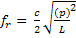 f_r = \frac{c}{2} \sqrt{\frac{(p)^2}{L}}